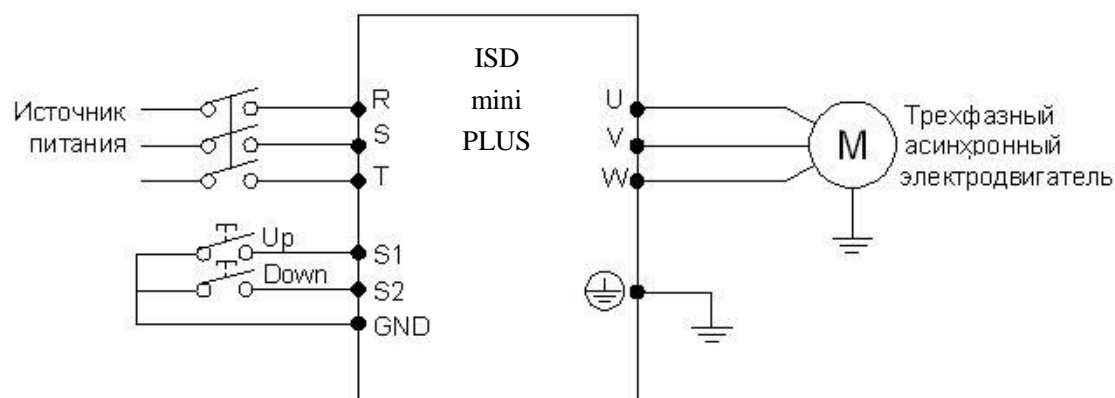 ISD
mini
PLUS
Источник
питания
R
S
T
Up
Down
S1
S2
GND
U
V
W
M
Трехфазный
асинхронный
электродвигатель